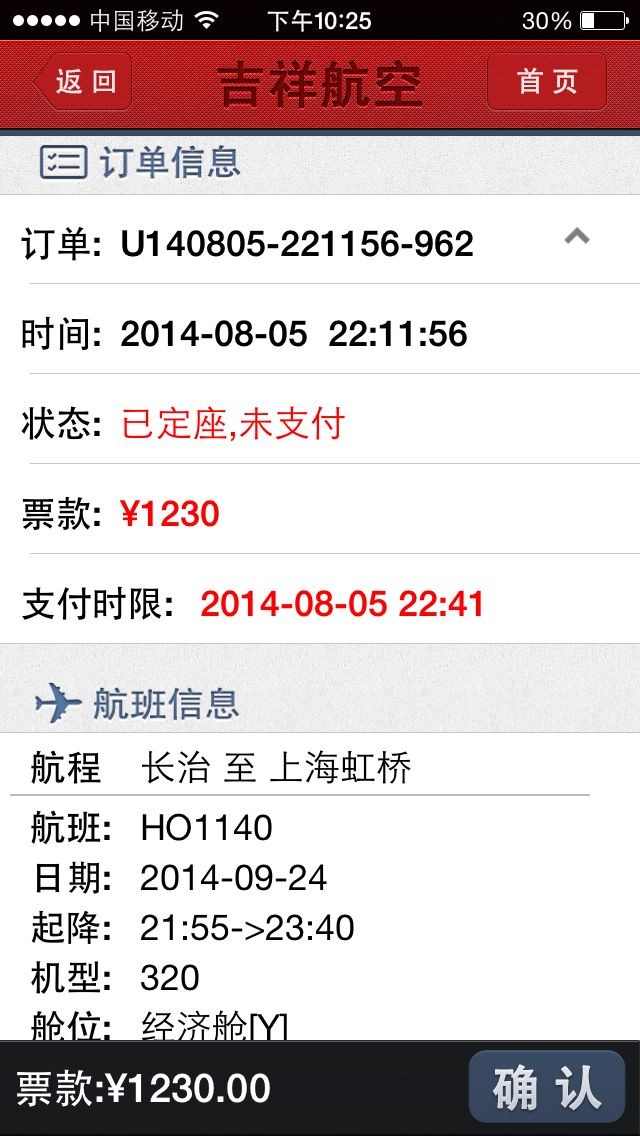 中国移动 下午10:25 30%
返回 吉祥航空 首页
订单信息
订单: U140805-221156-962
时间: 2014-08-05 22:11:56
状态: 已定座,未支付
票款: ¥1230
支付时限: 2014-08-05 22:41
航班信息
航程 长治 至 上海虹桥
航班: HO1140
日期: 2014-09-24
起降: 21:55->23:40
机型: 320
舱位: 经济舱[Y]
票款:¥1230.00 确认